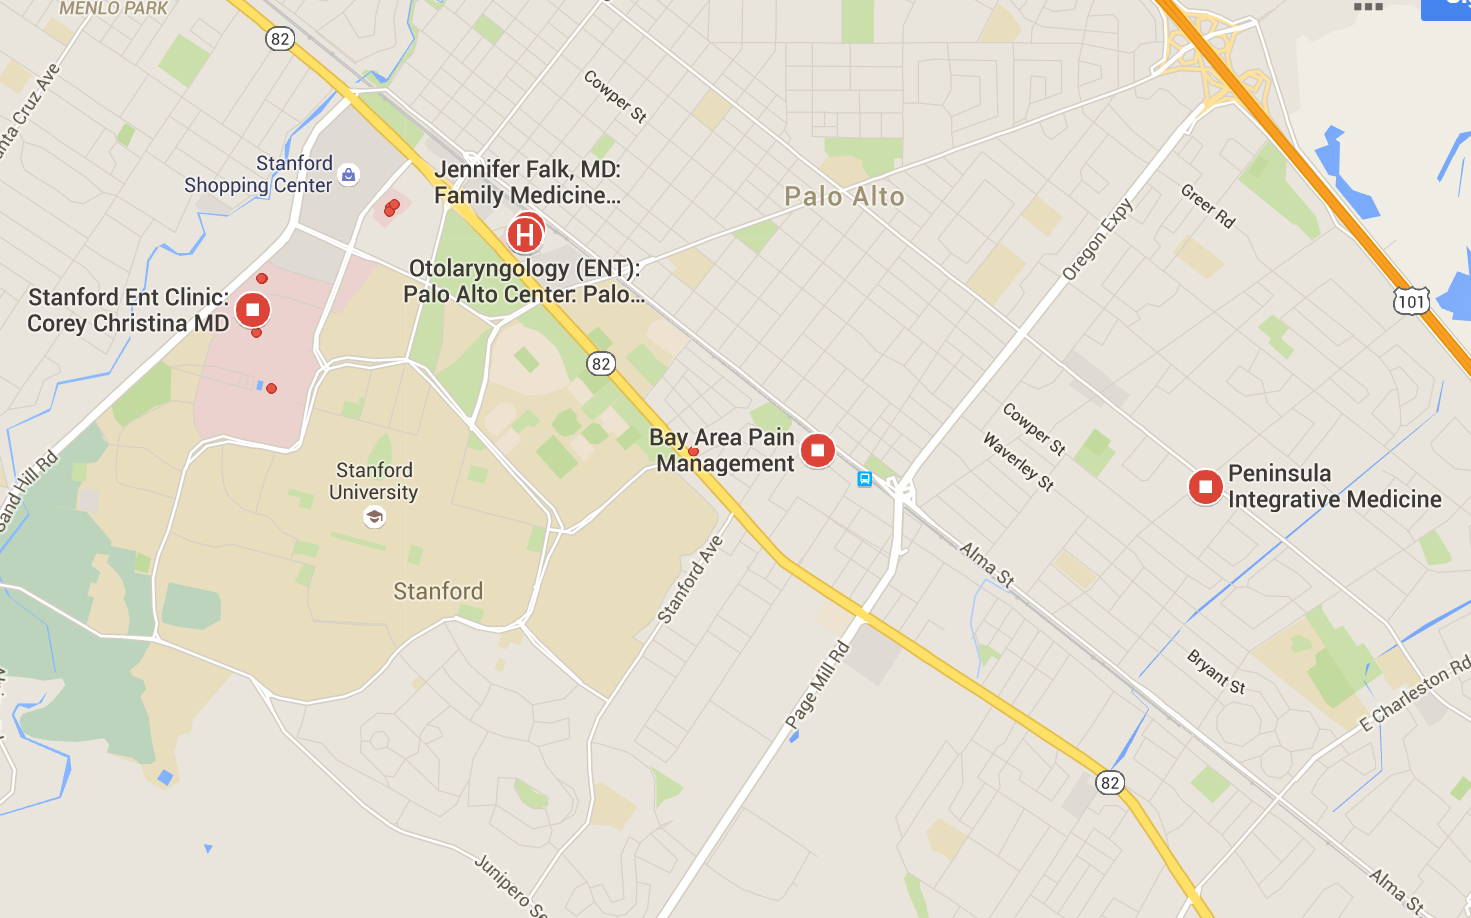 MENLO PARK
82
Santa Cruz Ave
Cowper St
Stanford
Shopping Center
Jennifer Falk, MD:
Family Medicine...
H
Palo Alto
Greer Rd
Oregon Expy
Otolaryngology (ENT):
Palo Alto Center: Palo...
Stanford Ent Clinic:
Corey Christina MD
101
82
Cowper St
Waverley St
Bay Area Pain
Management
Peninsula
Integrative Medicine
Sand Hill Rd
Stanford
University
Alma St
Stanford Ave
Stanford
Page Mill Rd
Bryant St
E Charleston Rd
82
Junipero Se
Alma St